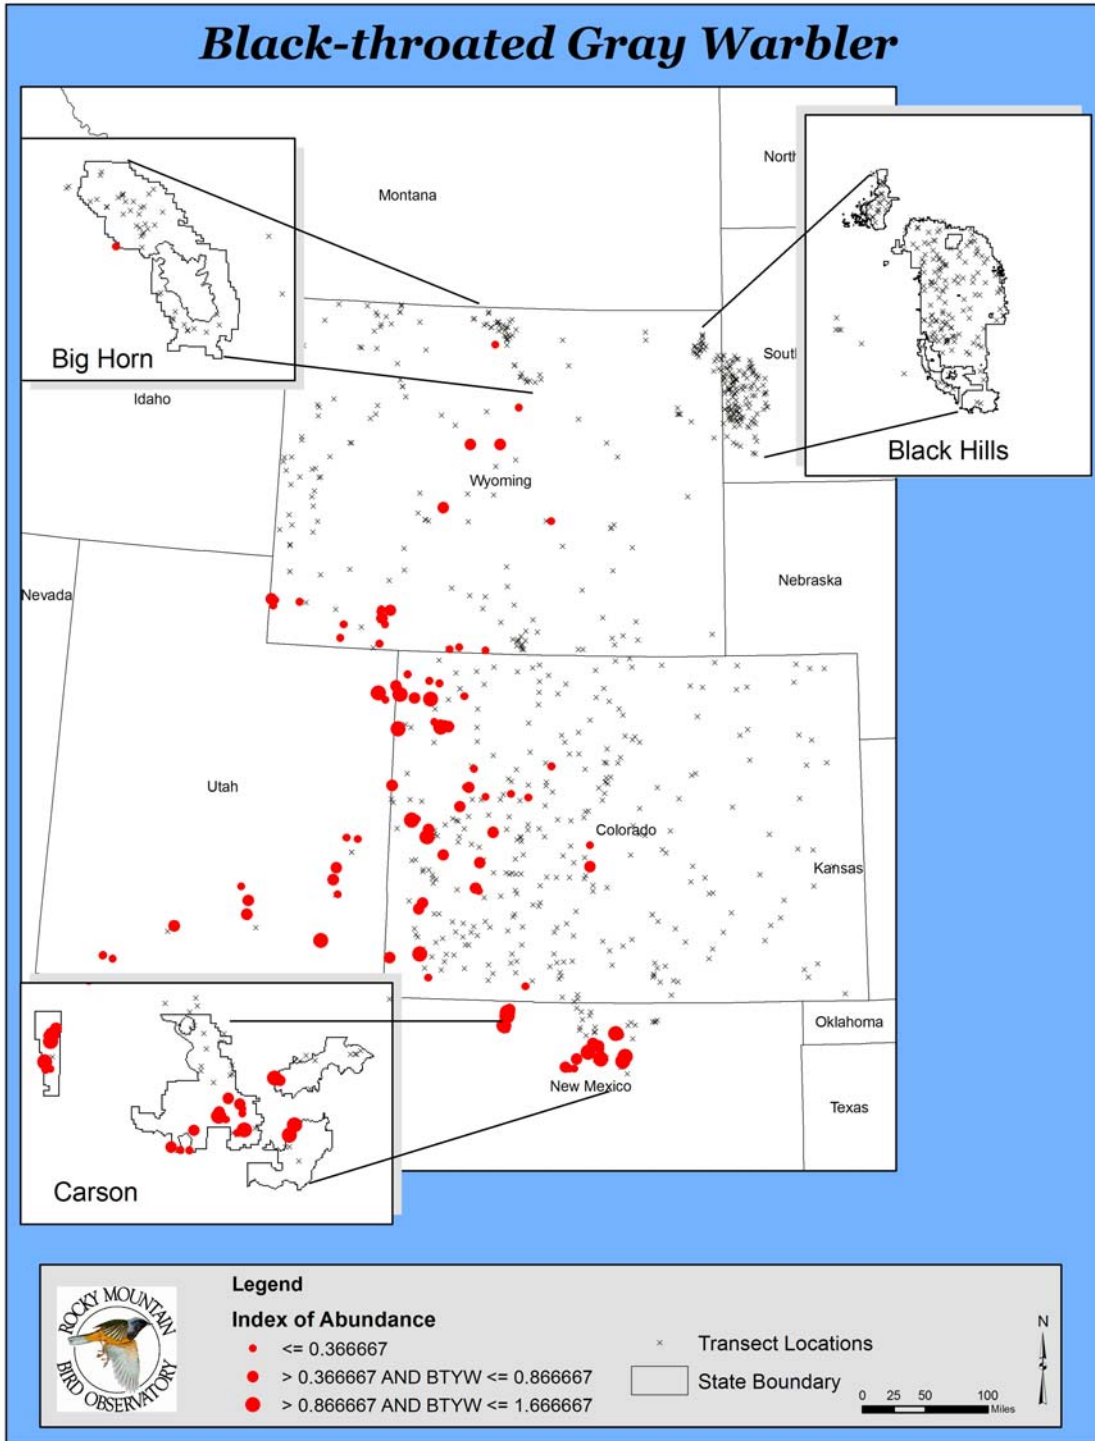 Black-throated Gray Warbler
Montana
North
Big Horn
Idaho
South
Black Hills
Wyoming
Nevada
Nebraska
Utah
Colorado
Kansas
Oklahoma
New Mexico
Texas
Carson
ROCKY MOUNTAIN
BIRD OBSERVATORY
Legend
Index of Abundance
<= 0.366667
> 0.366667 AND BTYW <= 0.866667
> 0.866667 AND BTYW <= 1.666667
Transect Locations
State Boundary
N
0 25 50 100
Miles